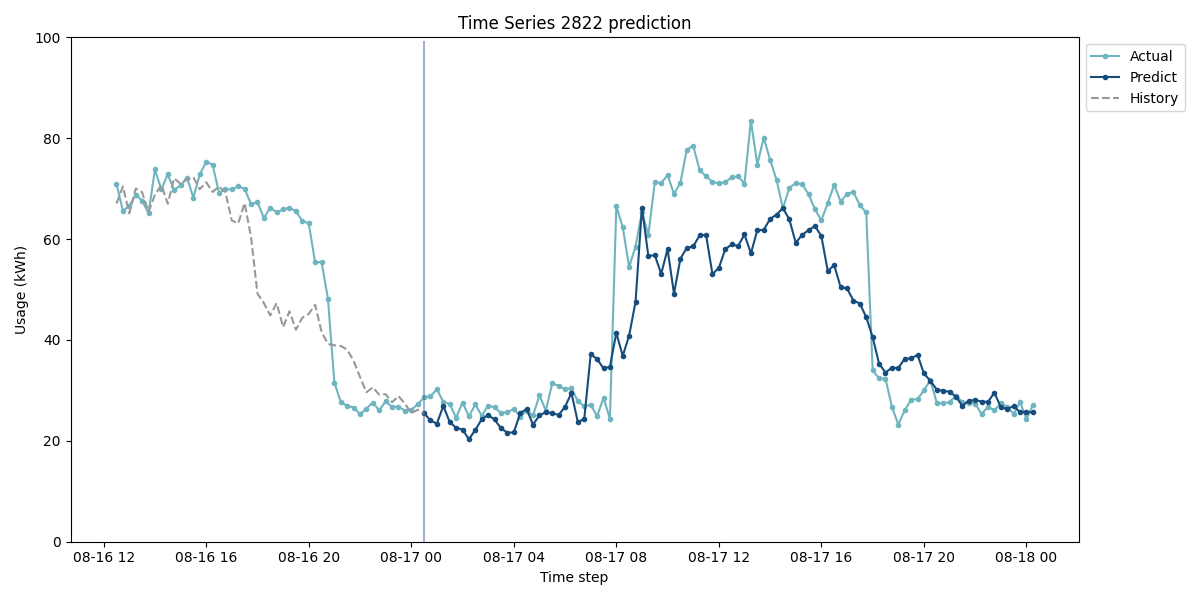 Time Series 2822 prediction
100
80
60
40
20
0
Usage (kWh)
08-16 12 08-16 16 08-16 20 08-17 00 08-17 04 08-17 08 08-17 12 08-17 16 08-17 20 08-18 00
Time step
Actual
Predict
History